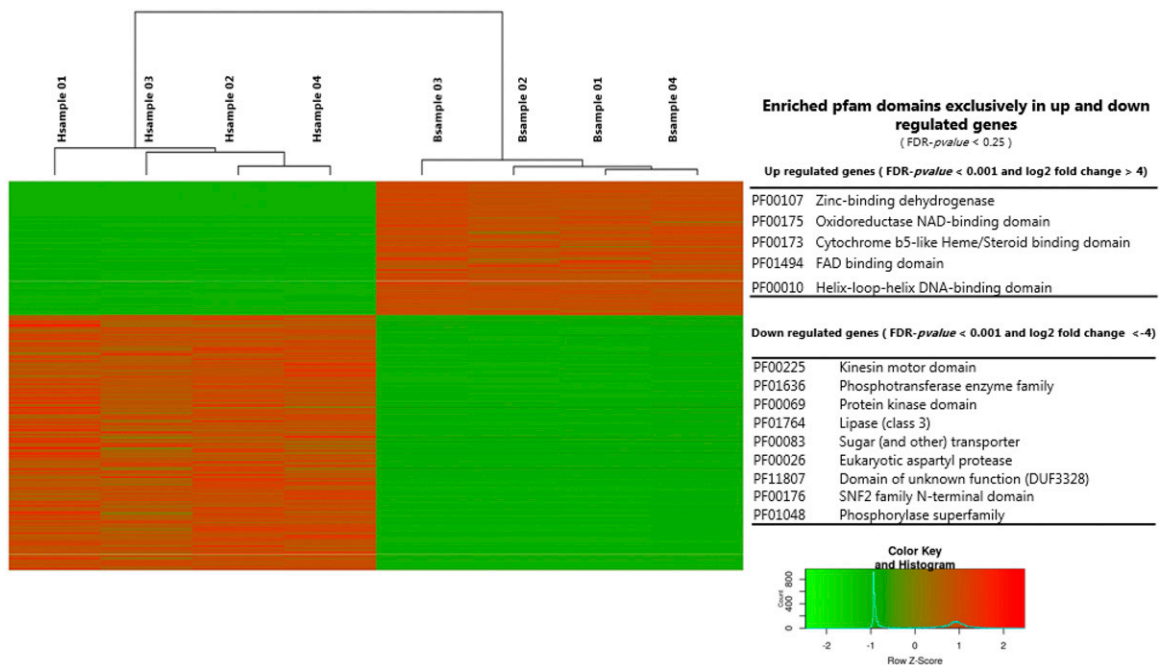 Hsample 01
Hsample 03
Hsample 02
Hsample 04
Bsample 03
Bsample 02
Bsample 01
Bsample 04
Enriched pfam domains exclusively in up and down
regulated genes
( FDR-pvalue < 0.25 )
Up regulated genes ( FDR-pvalue < 0.001 and log2 fold change > 4)
PF00107 Zinc-binding dehydrogenase
PF00175 Oxidoreductase NAD-binding domain
PF00173 Cytochrome b5-like Heme/Steroid binding domain
PF01494 FAD binding domain
PF00010 Helix-loop-helix DNA-binding domain
Down regulated genes ( FDR-pvalue < 0.001 and log2 fold change <-4)
PF00225 Kinesin motor domain
PF01636 Phosphotransferase enzyme family
PF00069 Protein kinase domain
PF01764 Lipase (class 3)
PF00083 Sugar (and other) transporter
PF00026 Eukaryotic aspartyl protease
PF11807 Domain of unknown function (DUF3328)
PF00176 SNF2 family N-terminal domain
PF01048 Phosphorylase superfamily
Color Key
and Histogram
Count
0 400 800
-2 -1 0 1 2
Row Z-Score